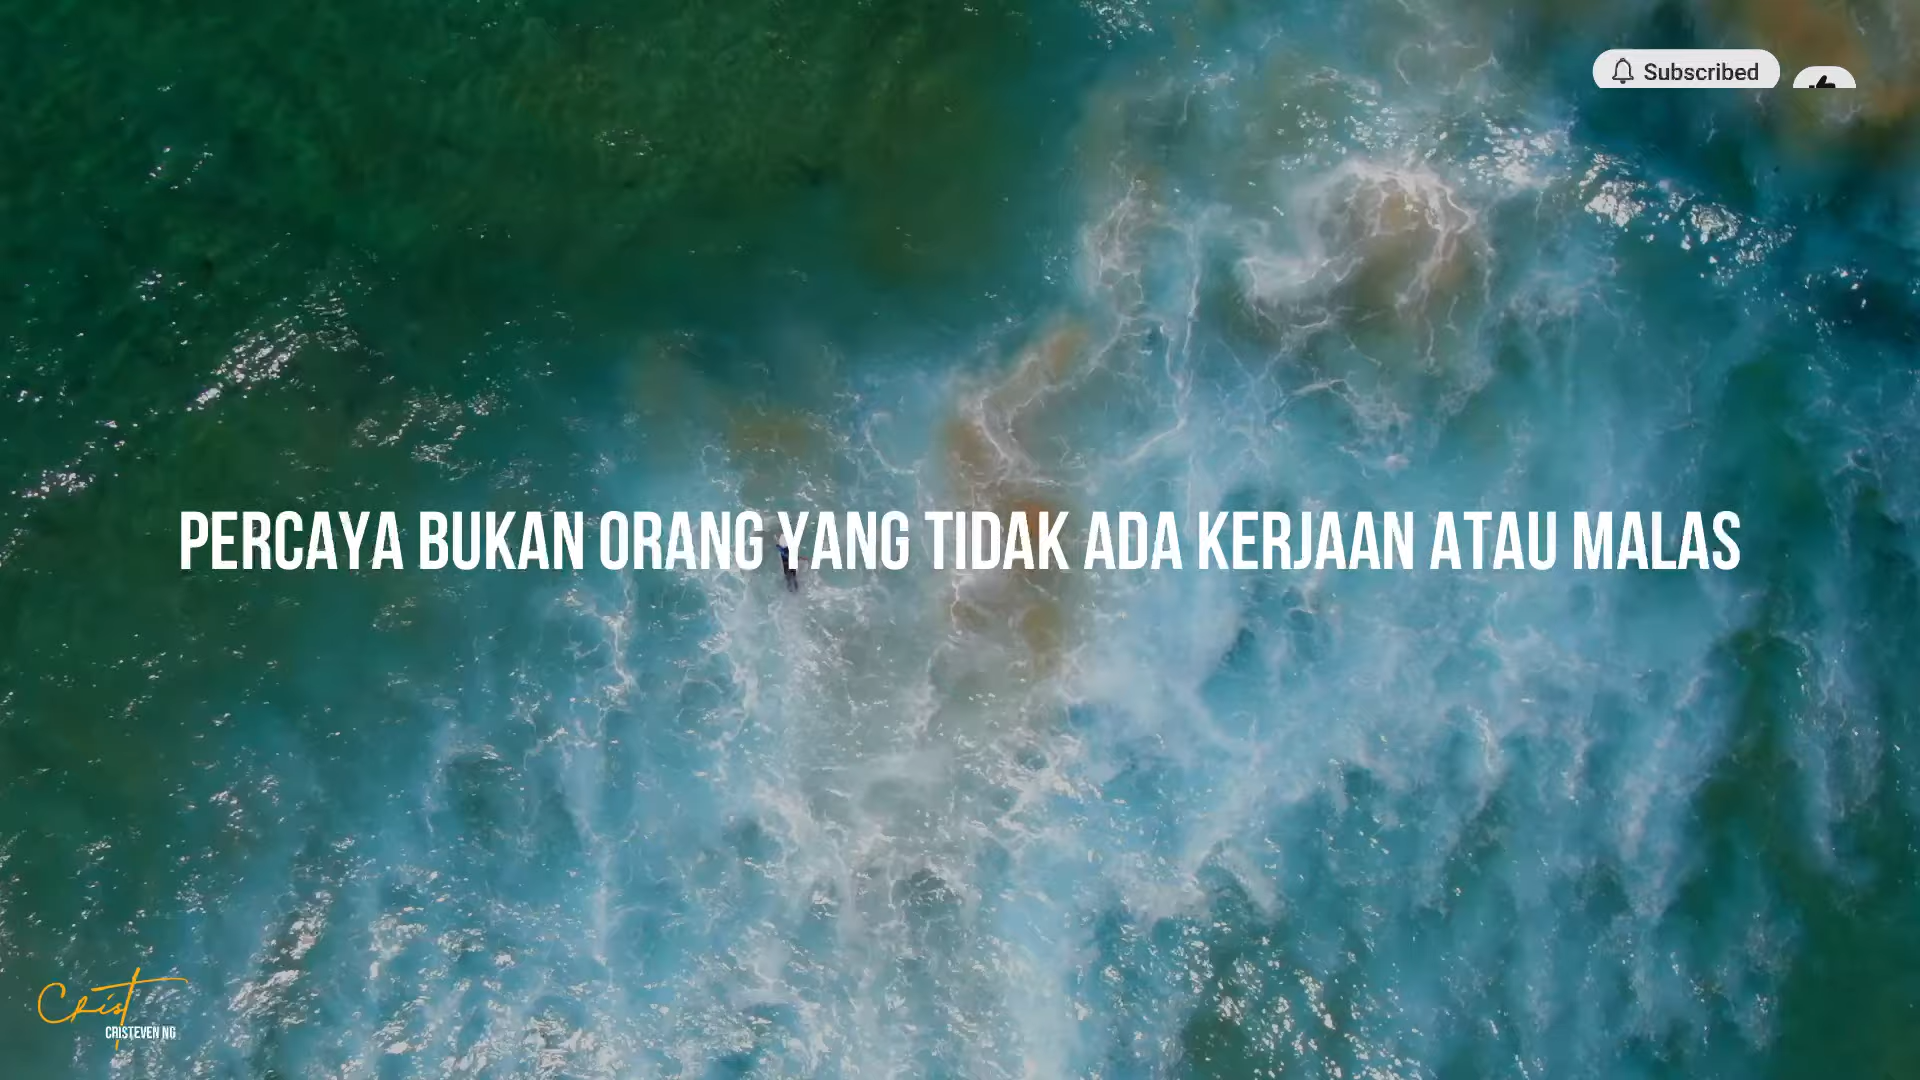 Subscribed
PERCAYA BUKAN ORANG YANG TIDAK ADA KERJAAN ATAU MALAS
Crist
CRISTEVEN NG